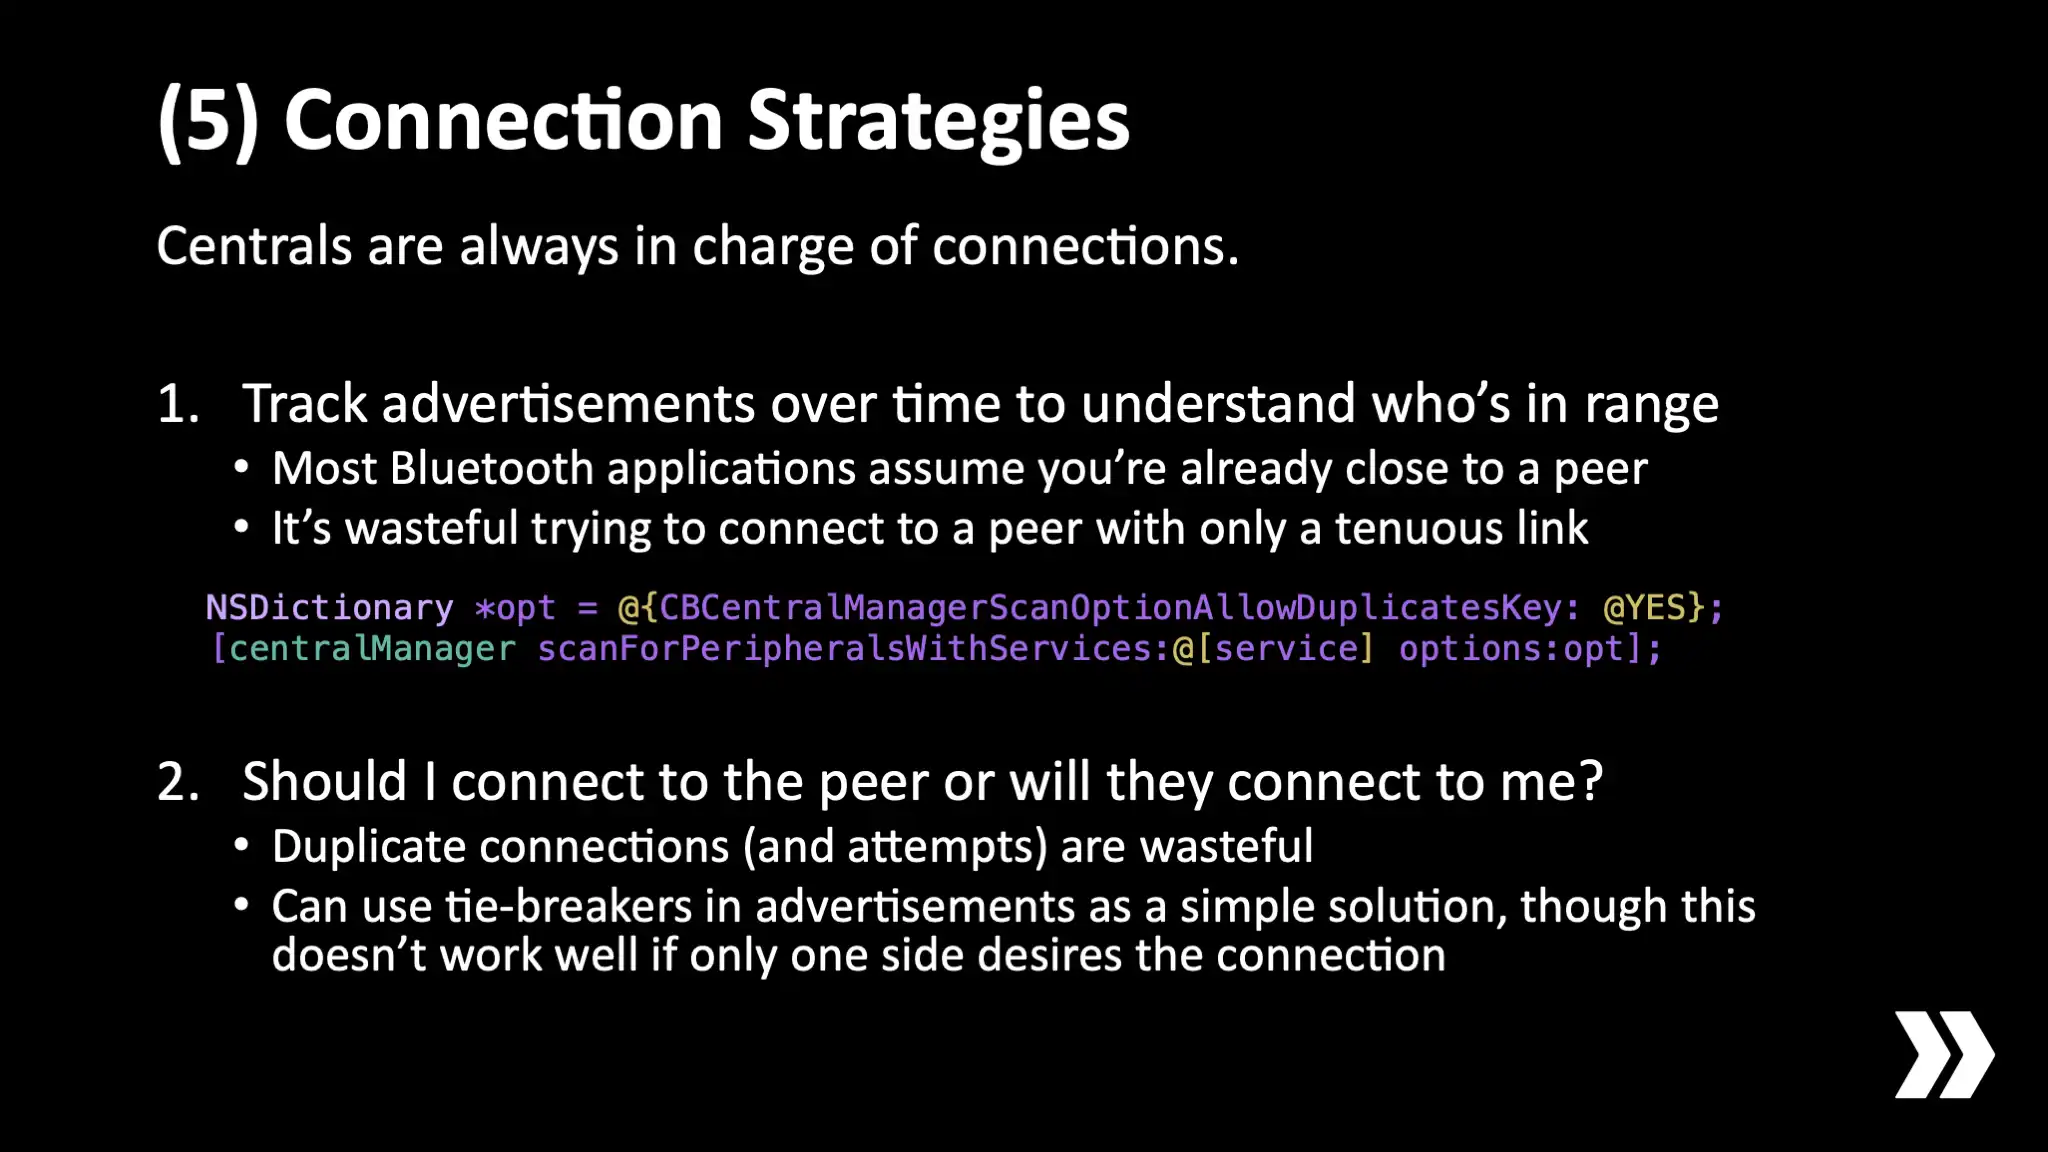 (5) Connection Strategies
Centrals are always in charge of connections.
1. Track advertisements over time to understand who’s in range
• Most Bluetooth applications assume you’re already close to a peer
• It’s wasteful trying to connect to a peer with only a tenuous link
NSDictionary *opt = @{CBCentralManagerScanOptionAllowDuplicatesKey: @YES};
[centralManager scanForPeripheralsWithServices:@[service] options:opt];
2. Should I connect to the peer or will they connect to me?
• Duplicate connections (and attempts) are wasteful
• Can use tie-breakers in advertisements as a simple solution, though this
doesn’t work well if only one side desires the connection